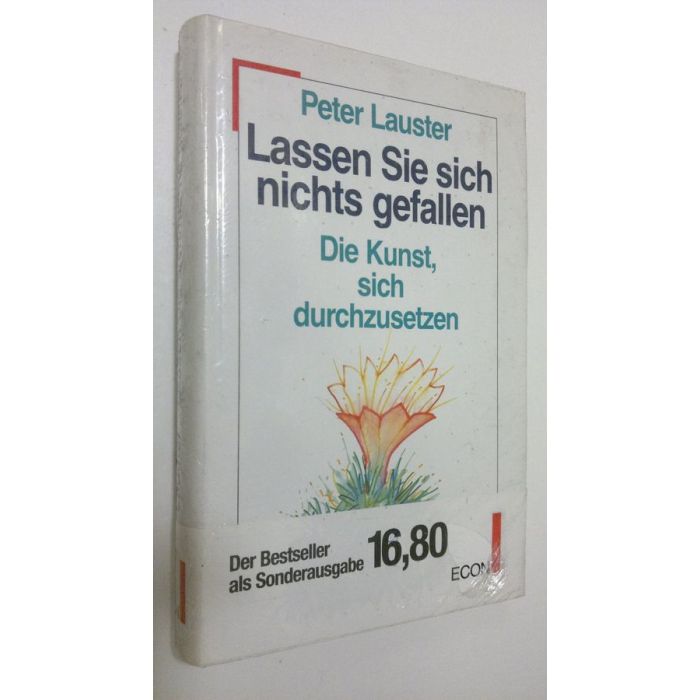 Peter Lauster
Lassen Sie sich
nichts gefallen
Die Kunst,
sich
durchzusetzen
Der Bestseller
als Sonderausgabe 16,80
ECON